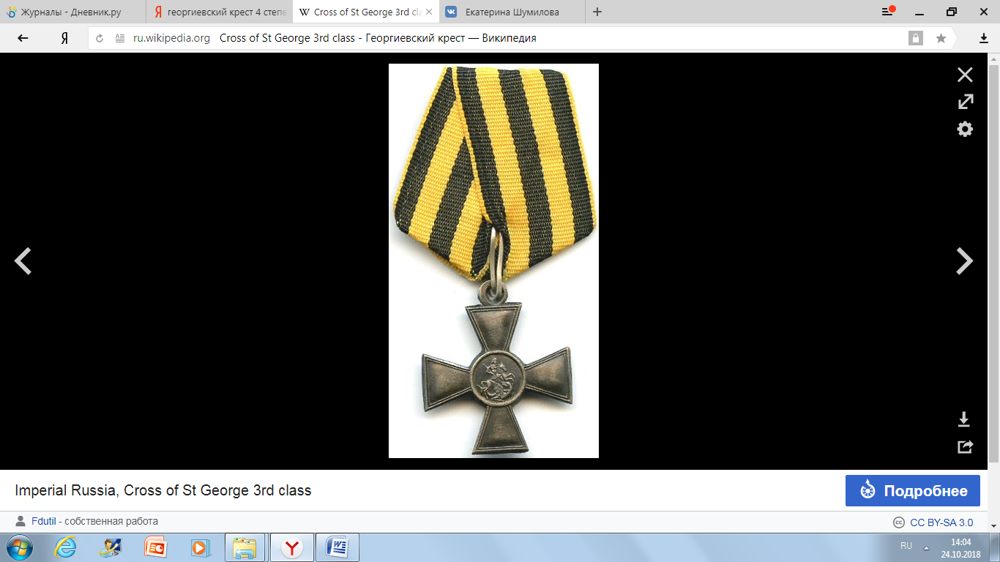 Журналы - Дневник.ру
георгиевский крест 4 степе
Cross of St George 3rd cla
Екатерина Шумилова
ru.wikipedia.org Cross of St George 3rd class - Георгиевский крест — Википедия
Imperial Russia, Cross of St George 3rd class
Подробнее
Fdutil - собственная работа
CC BY-SA 3.0
RU
14:04
24.10.2018